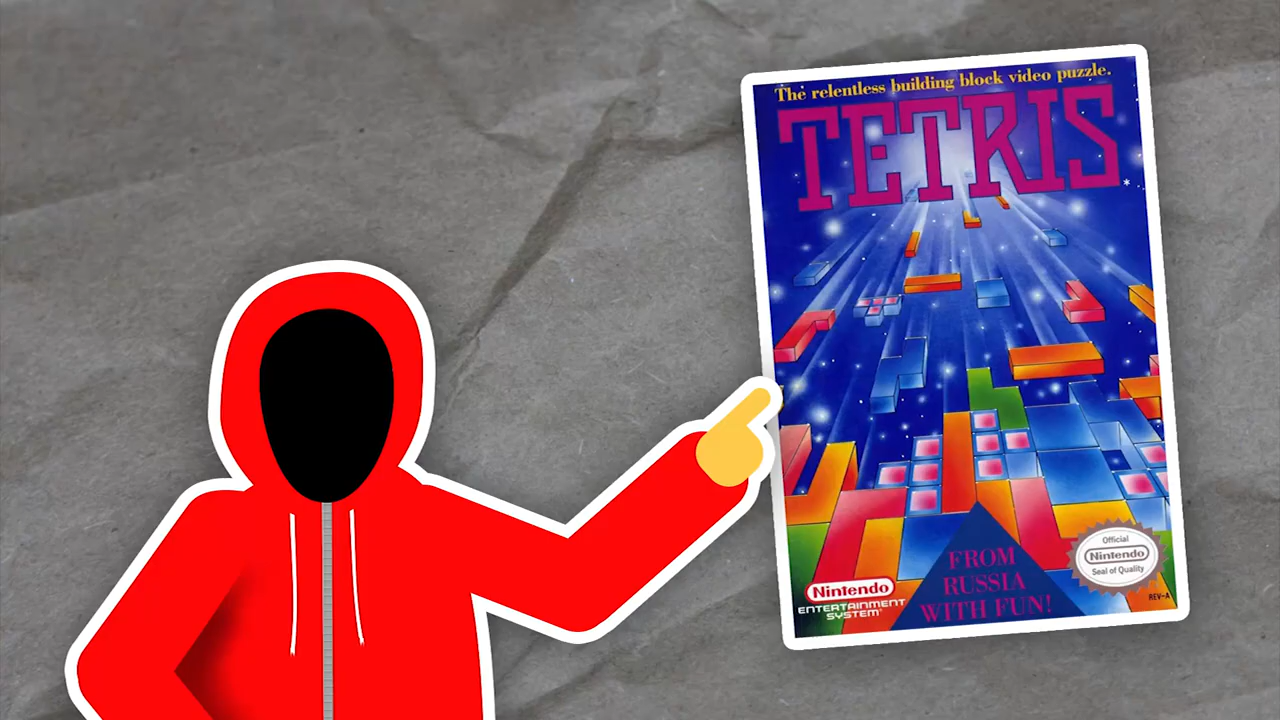 The relentless building block video puzzle.
TETRIS
*
FROM
RUSSIA
WITH FUN!
Nintendo
ENTERTAINMENT
SYSTEM
Official
Nintendo
Seal of Quality
REV-A